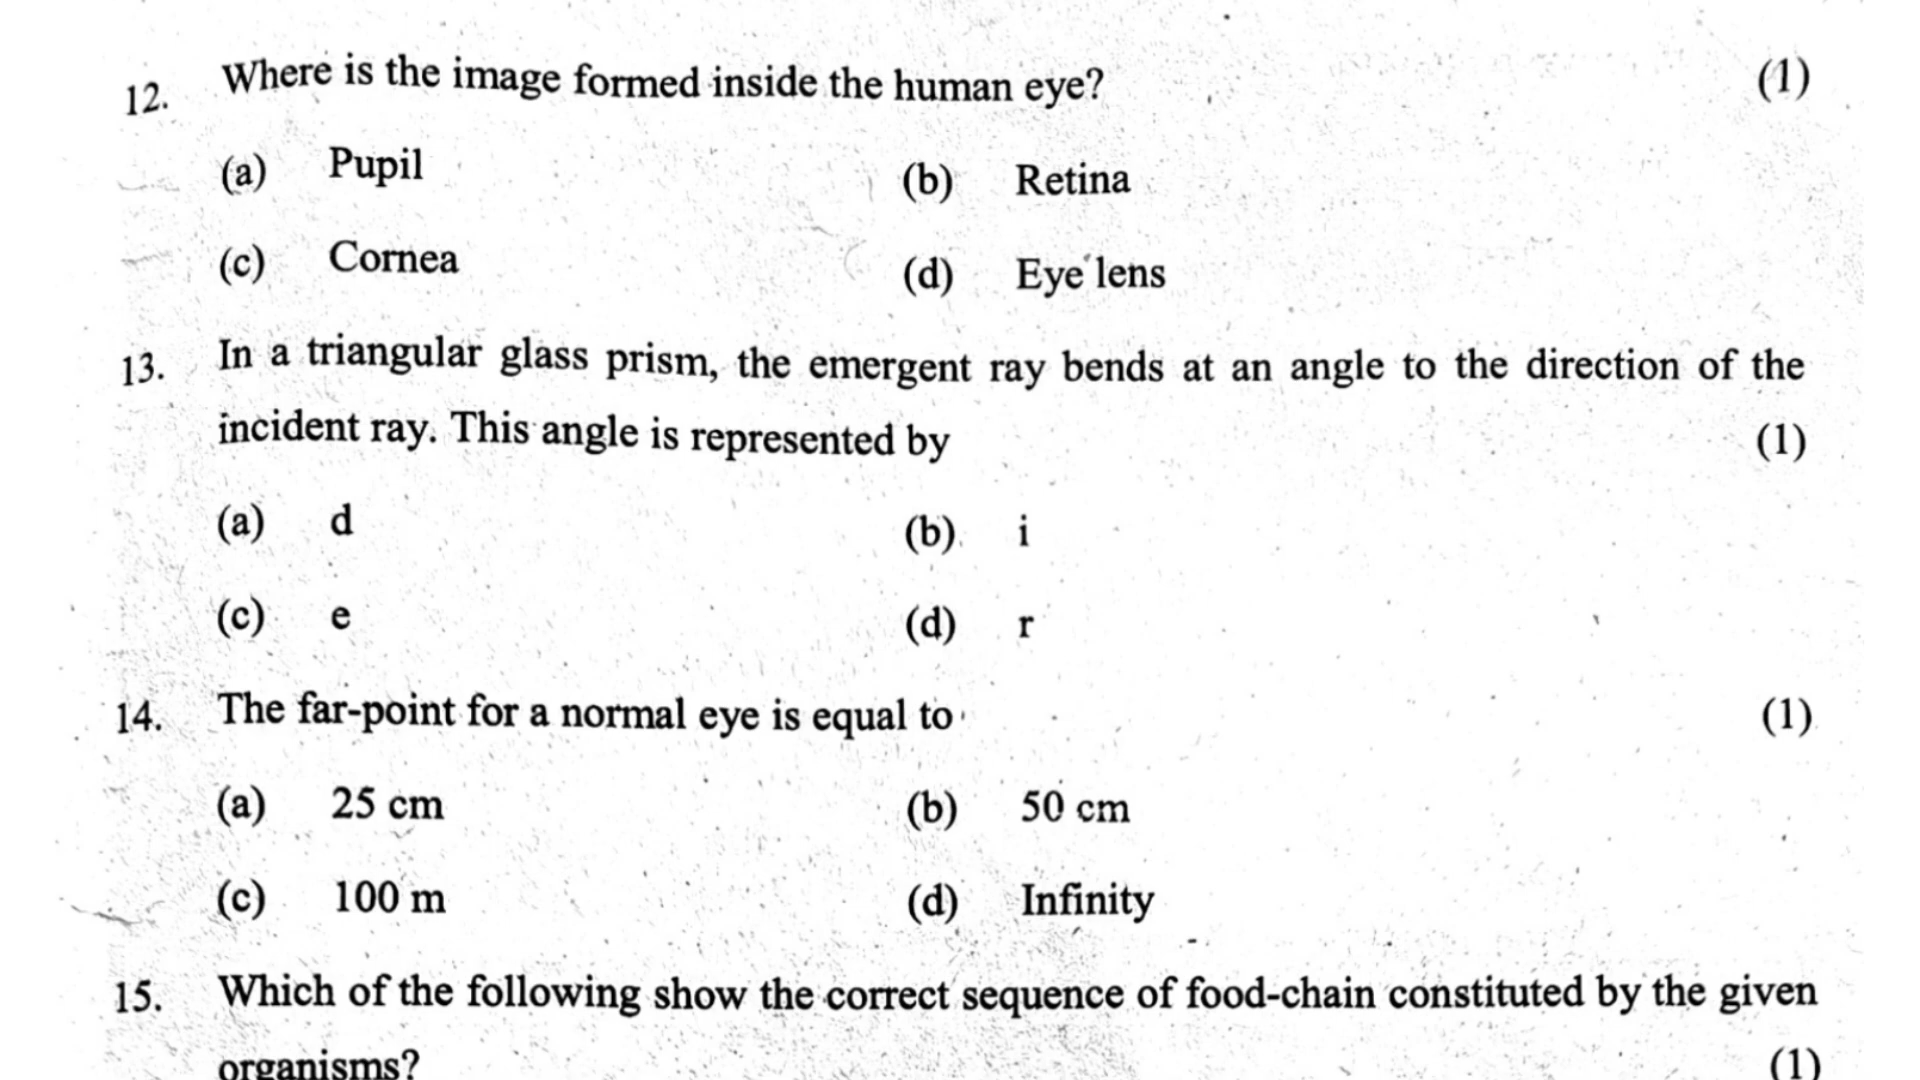 12. Where is the image formed inside the human eye? (1)
(a) Pupil (b) Retina
(c) Cornea (d) Eye lens
13. In a triangular glass prism, the emergent ray bends at an angle to the direction of the
incident ray. This angle is represented by (1)
(a) d (b) i
(c) e (d) r
14. The far-point for a normal eye is equal to (1)
(a) 25 cm (b) 50 cm
(c) 100 m (d) Infinity
15. Which of the following show the correct sequence of food-chain constituted by the given
organisms? (1)